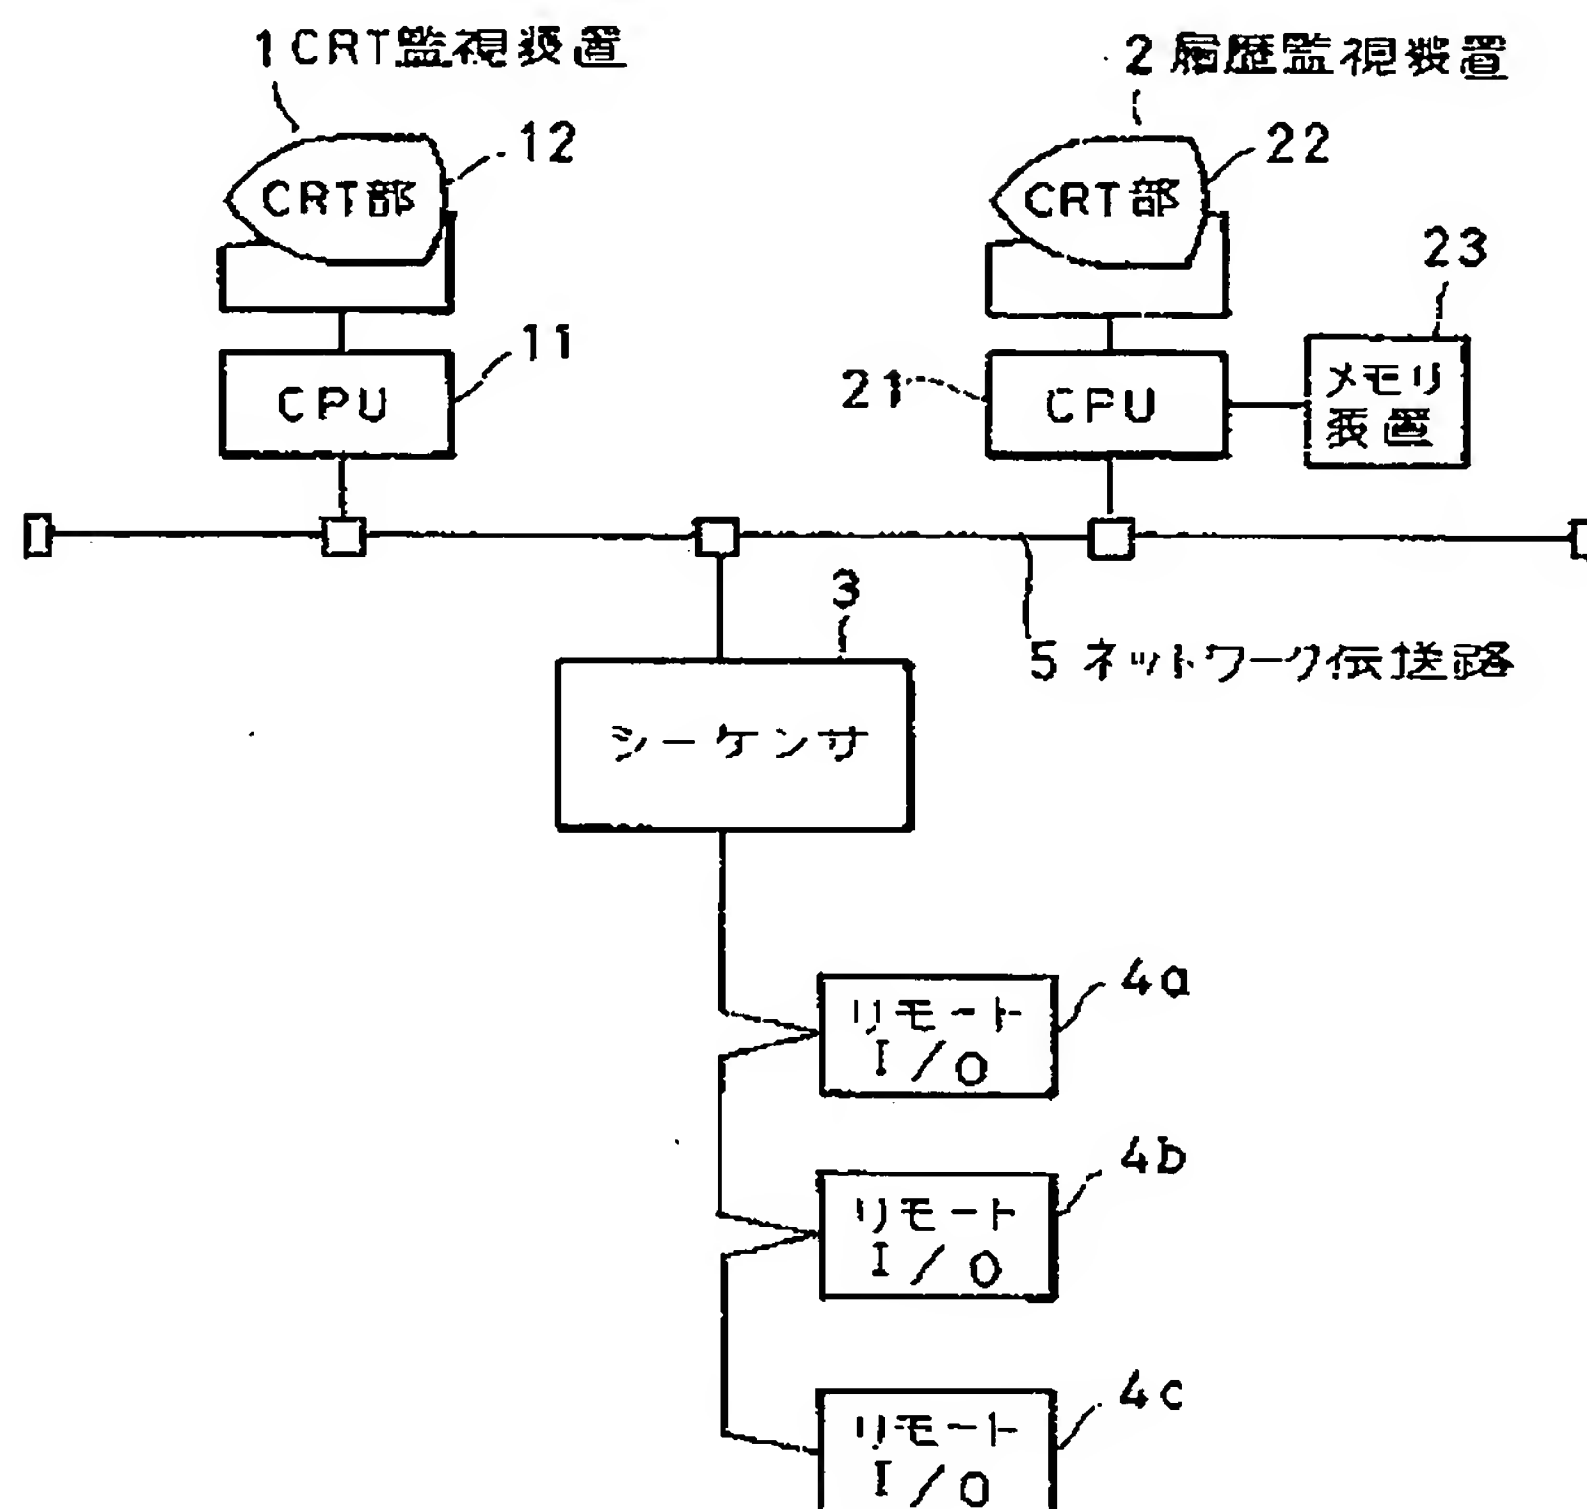 1 CRT監視装置
2 履歴監視装置
12
22
CRT部
CRT部
23
11
21
CPU
CPU
メモリ
装置
3
5 ネットワーク伝送路
シーケンサ
4a
リモート
I/O
4b
リモート
I/O
4c
リモート
I/O